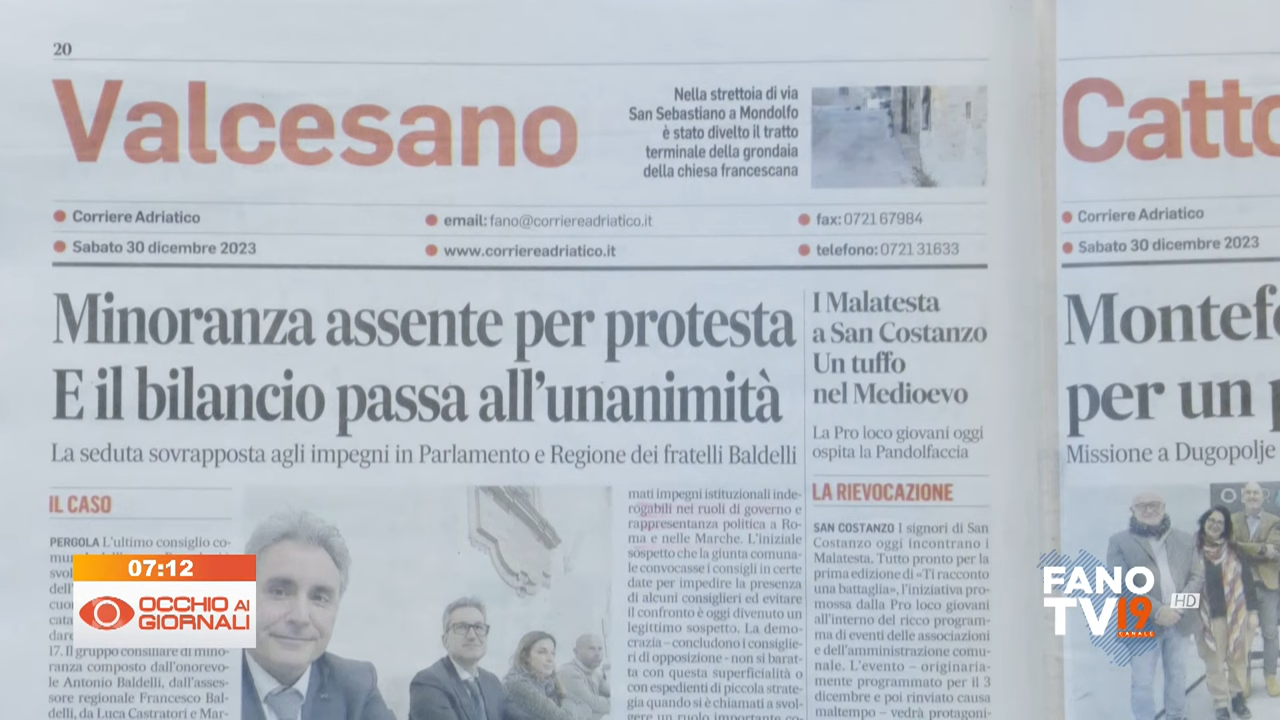 20
Valcesano
Nella strettoia di via
San Sebastiano a Mondolfo
è stato divelto il tratto
terminale della grondaia
della chiesa francescana
Corriere Adriatico
email: fano@corriereadriatico.it
fax: 0721 67984
Sabato 30 dicembre 2023
www.corriereadriatico.it
telefono: 0721 31633
Minoranza assente per protesta
E il bilancio passa all'unanimità
La seduta sovrapposta agli impegni in Parlamento e Regione dei fratelli Baldelli
IL CASO
PERGOLA L'ultimo consiglio co-
17. Il gruppo consiliare di mino-
ranza composto dall'onorevo-
le Antonio Baldelli, dall'asses-
sore regionale Francesco Bal-
delli, da Luca Castratori e Mar-
mati impegni istituzionali inde-
rogabili nei ruoli di governo e
rappresentanza politica a Ro-
ma e nelle Marche. L'iniziale
sospetto che la giunta comuna-
le convocasse i consigli in certe
date per impedire la presenza
di alcuni consiglieri ed evitare
il confronto è oggi divenuto un
legittimo sospetto. La demo-
crazia – concludono i consiglie-
ri di opposizione - non si barat-
ta con questa superficialità o
con espedienti di piccola strate-
gia quando si è chiamati a svol-
gere un ruolo importante co-
I Malatesta
a San Costanzo
Un tuffo
nel Medioevo
La Pro loco giovani oggi
ospita la Pandolfaccia
LA RIEVOCAZIONE
SAN COSTANZO I signori di San
Costanzo oggi incontrano i
Malatesta. Tutto pronto per la
prima edizione di «Ti racconto
una battaglia», l'iniziativa pro-
mossa dalla Pro loco giovani
all'interno del ricco program-
ma di eventi delle associazioni
e dell'amministrazione comu-
nale. L'evento – originaria-
mente programmato per il 3
dicembre e poi rinviato causa
maltempo – vedrà protagoni-
Catto
Corriere Adriatico
Sabato 30 dicembre 2023
Montef
per un
Missione a Dugopolje
07:12
OCCHIO AI
GIORNALI
FANO
TV 19
CANALE
HD